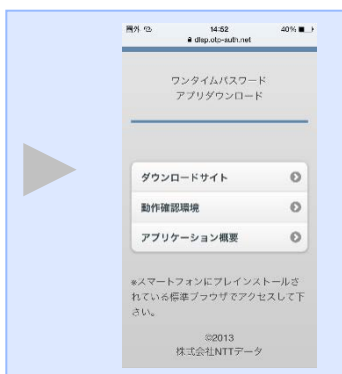 圏外
14:52
40%
dlep.otp-auth.net
ワンタイムパスワード
アプリダウンロード
ダウンロードサイト
動作確認環境
アプリケーション概要
*スマートフォンにプレインストールさ
れている標準ブラウザでアクセスして下
さい。
©2013
株式会社NTTデータ